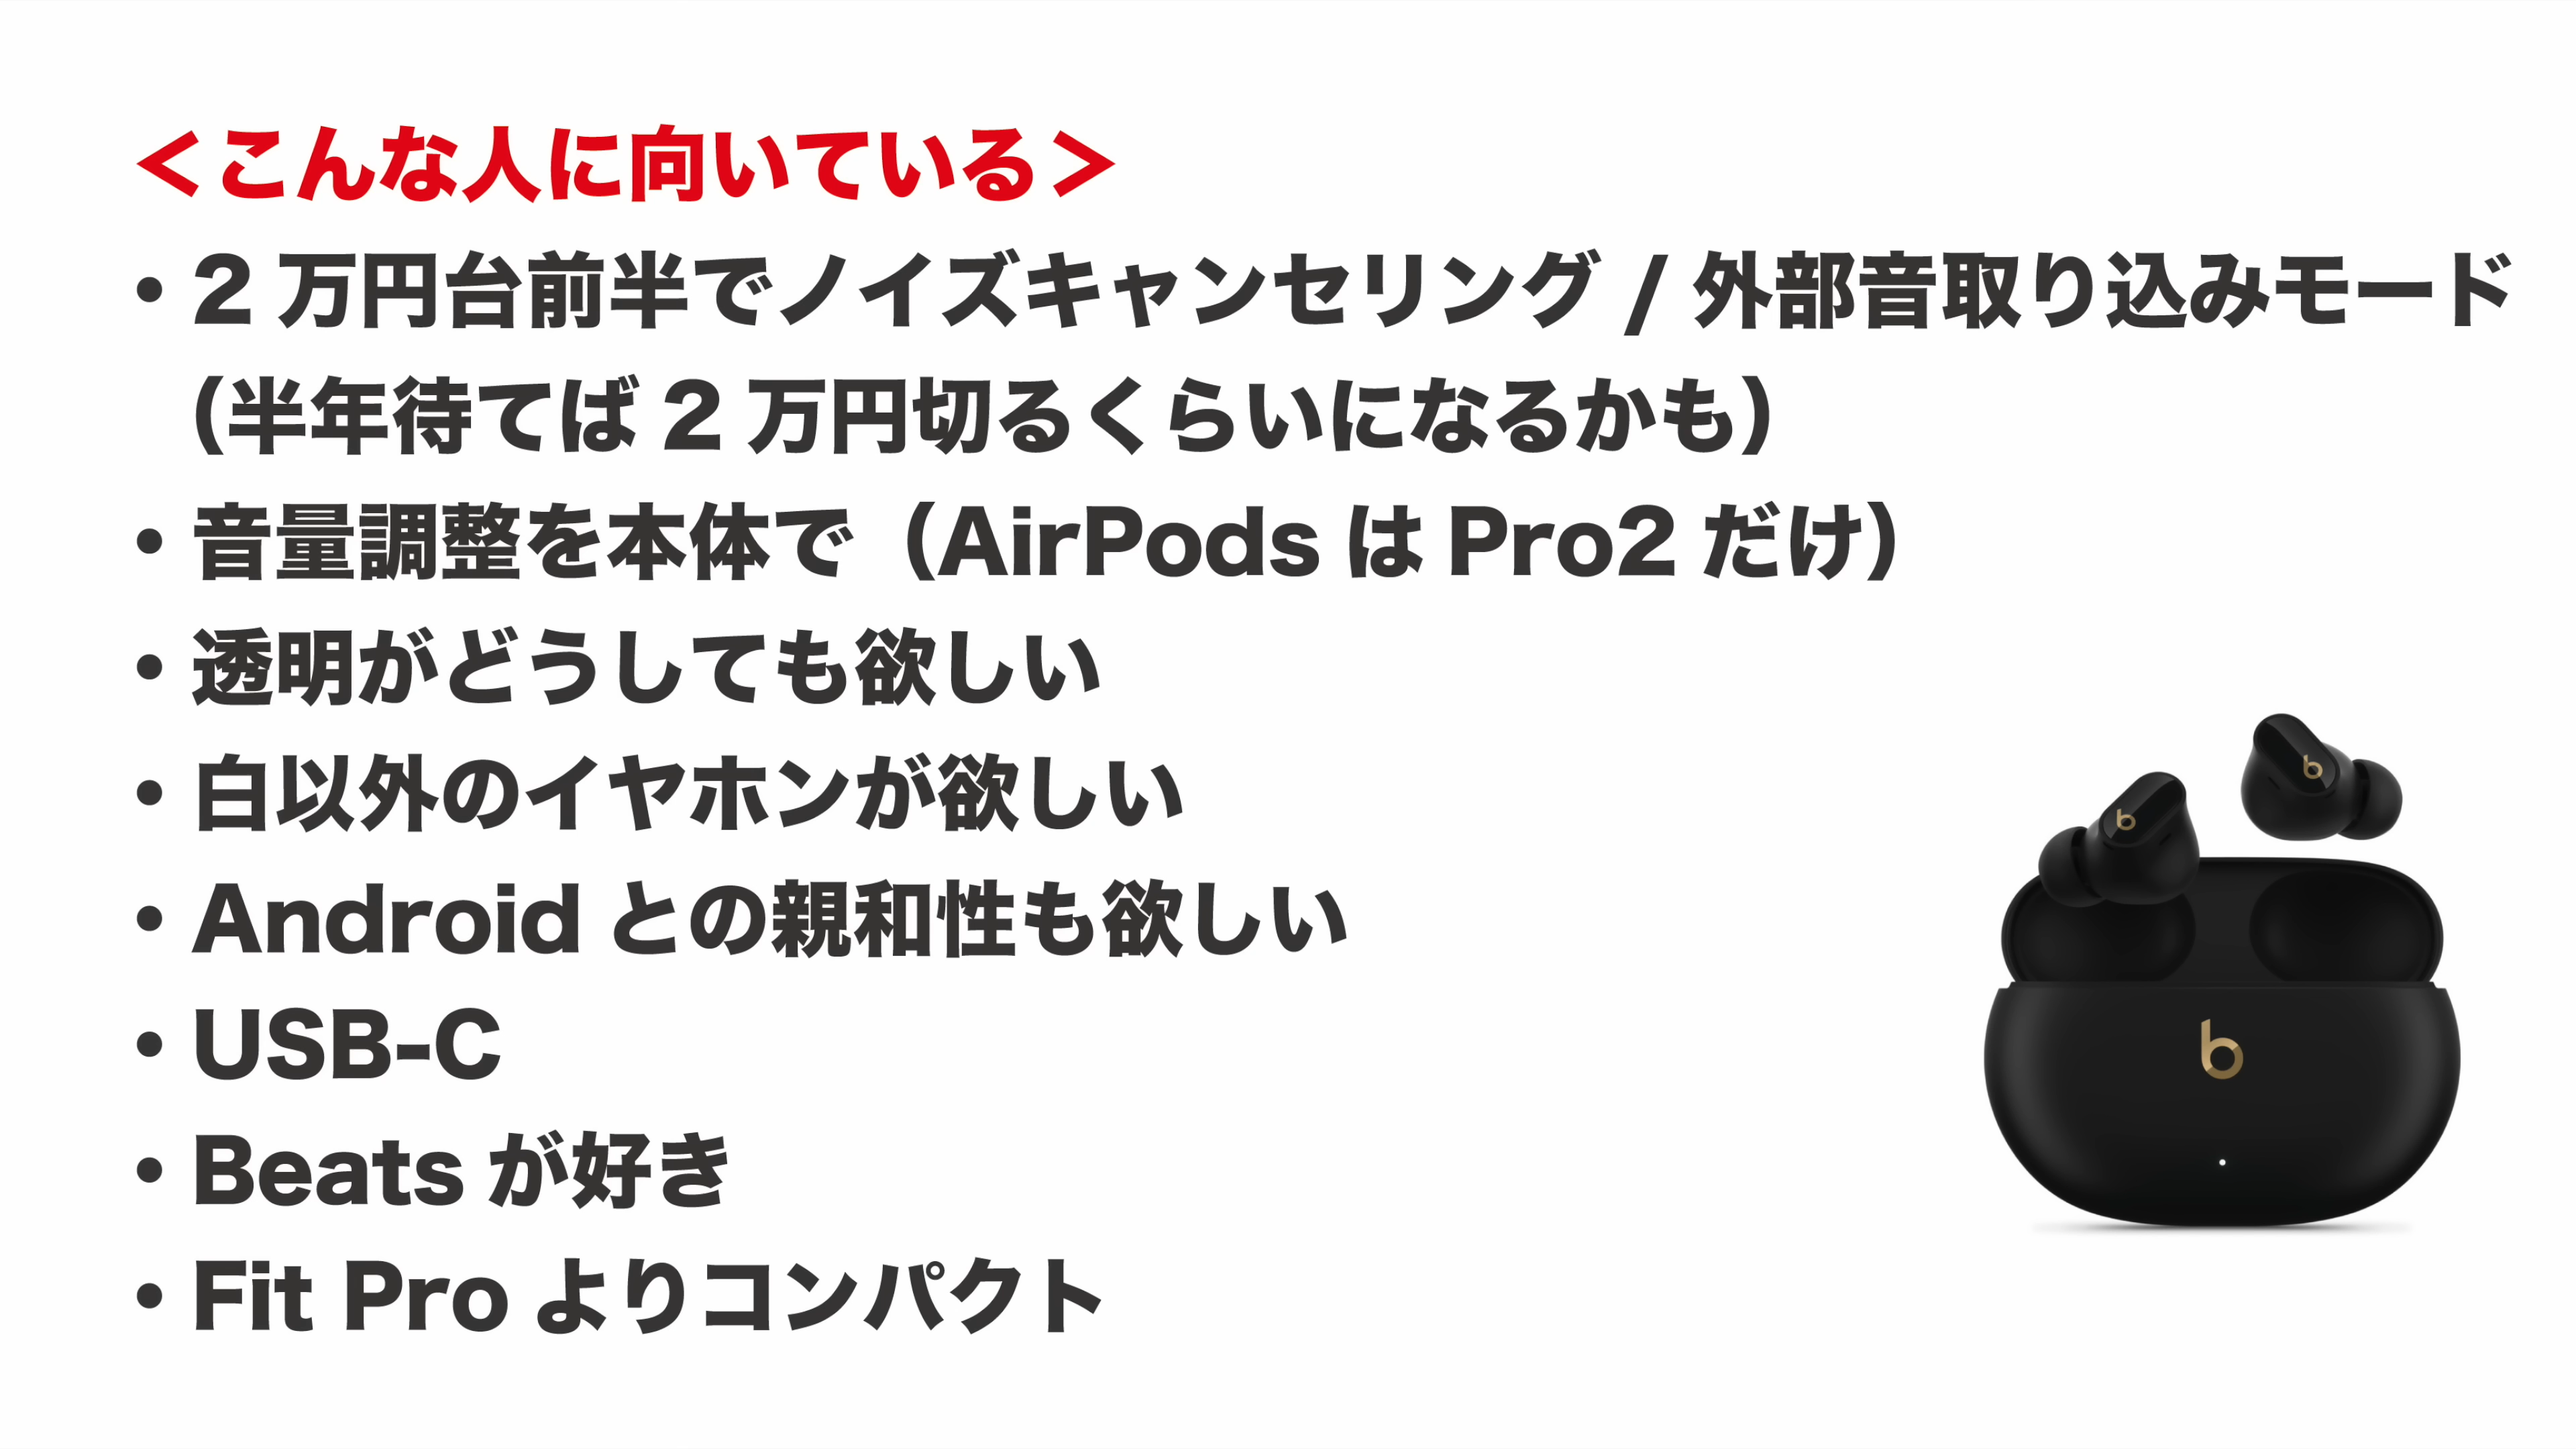 ＜こんな人に向いている＞
・2万円台前半でノイズキャンセリング / 外部音取り込みモード
（半年待てば2万円切るくらいになるかも）
・音量調整を本体で（AirPods は Pro2 だけ）
・透明がどうしても欲しい
・白以外のイヤホンが欲しい
・Android との親和性も欲しい
・USB-C
・Beats が好き
・Fit Pro よりコンパクト
b
b
b